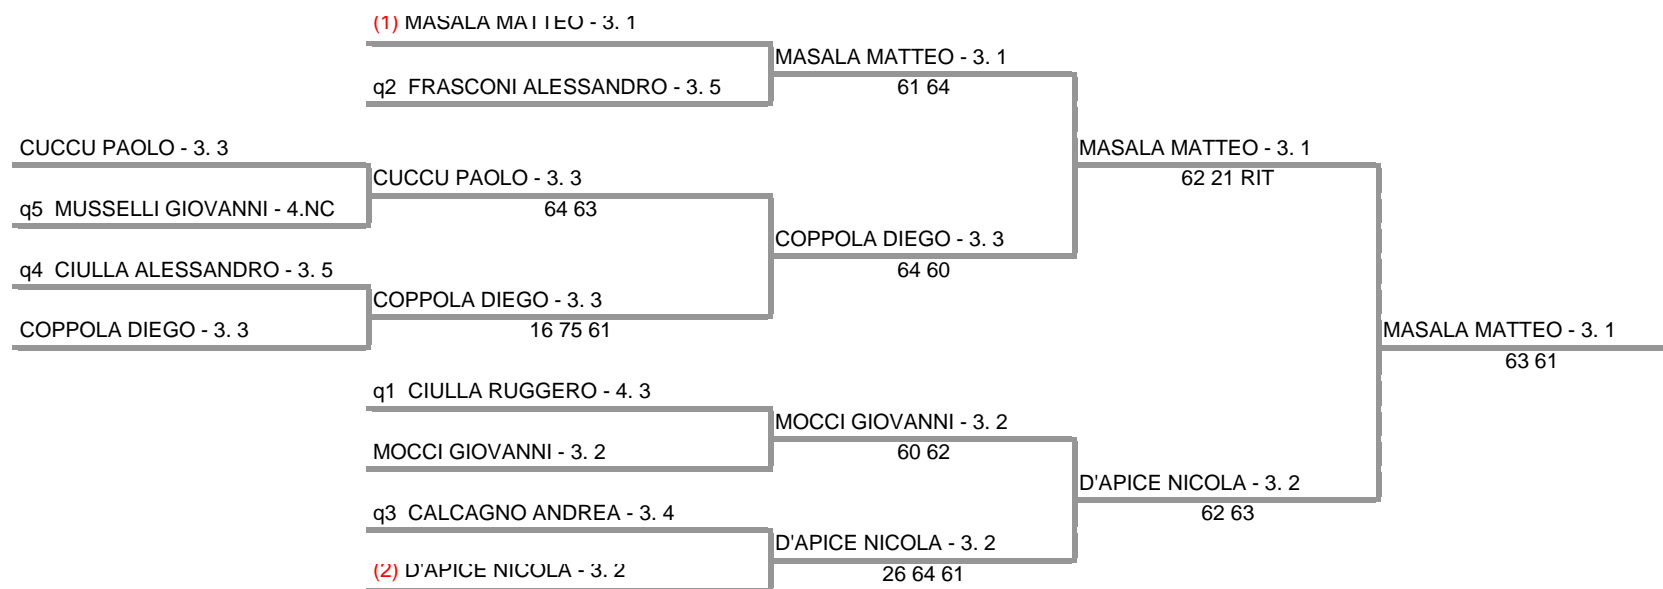 (1) MASALA MATTEO - 3. 1
MASALA MATTEO - 3. 1
q2 FRASCONI ALESSANDRO - 3. 5
61 64
CUCCU PAOLO - 3. 3
MASALA MATTEO - 3. 1
CUCCU PAOLO - 3. 3
62 21 RIT
q5 MUSSELLI GIOVANNI - 4.NC
64 63
COPPOLA DIEGO - 3. 3
q4 CIULLA ALESSANDRO - 3. 5
64 60
COPPOLA DIEGO - 3. 3
COPPOLA DIEGO - 3. 3
16 75 61
MASALA MATTEO - 3. 1
63 61
q1 CIULLA RUGGERO - 4. 3
MOCCI GIOVANNI - 3. 2
MOCCI GIOVANNI - 3. 2
60 62
D'APICE NICOLA - 3. 2
q3 CALCAGNO ANDREA - 3. 4
62 63
D'APICE NICOLA - 3. 2
(2) D'APICE NICOLA - 3. 2
26 64 61